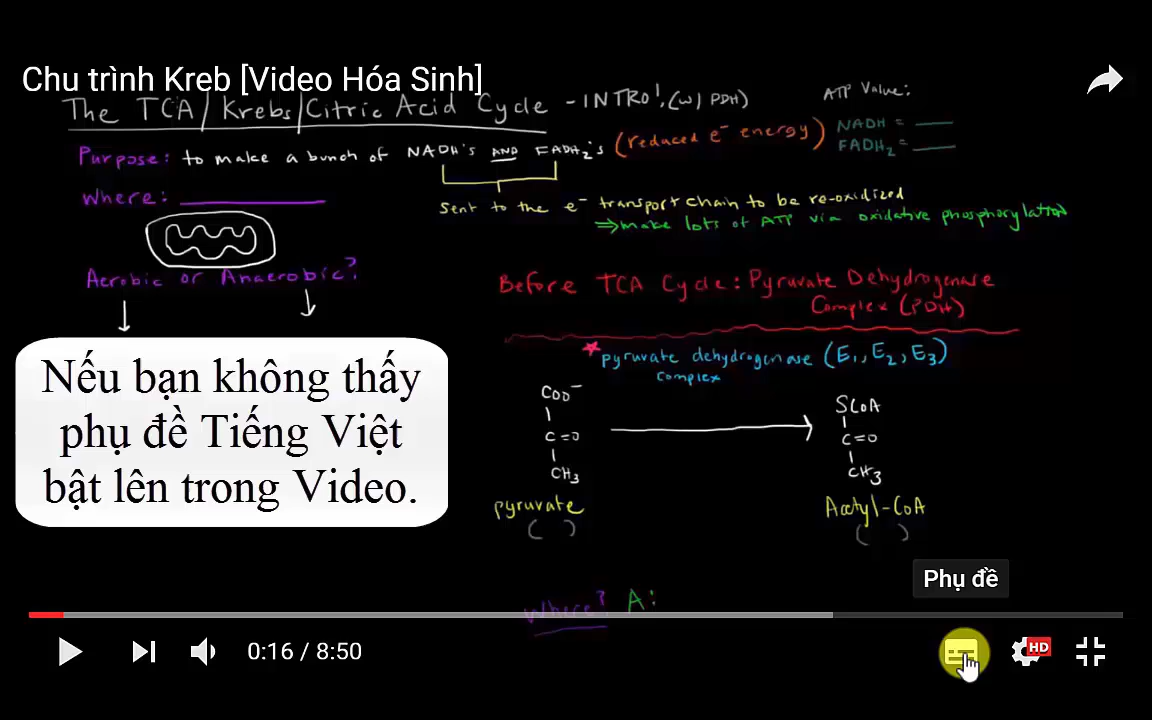 Chu trình Kreb [Video Hóa Sinh]
The TCA/Krebs/Citric Acid Cycle - INTRO! (w/ PDH)
ATP Value:
NADH = ____
FADH2 = ____
Purpose: to make a bunch of NADH's AND FADH2's (reduced e- energy)
Where: ____
Sent to the e- transport chain to be re-oxidized
⇒ make lots of ATP via oxidative phosphorylation
Aerobic or Anaerobic?
Before TCA Cycle: Pyruvate Dehydrogenase
Complex (PDH)
Nếu bạn không thấy
phụ đề Tiếng Việt
bật lên trong Video.
* pyruvate dehydrogenase (E1, E2, E3)
complex
COO-
C=O
CH3
pyruvate
( )
SCoA
C=O
CH3
Acetyl-CoA
( )
Phụ đề
Where? A:
0:16 / 8:50
HD